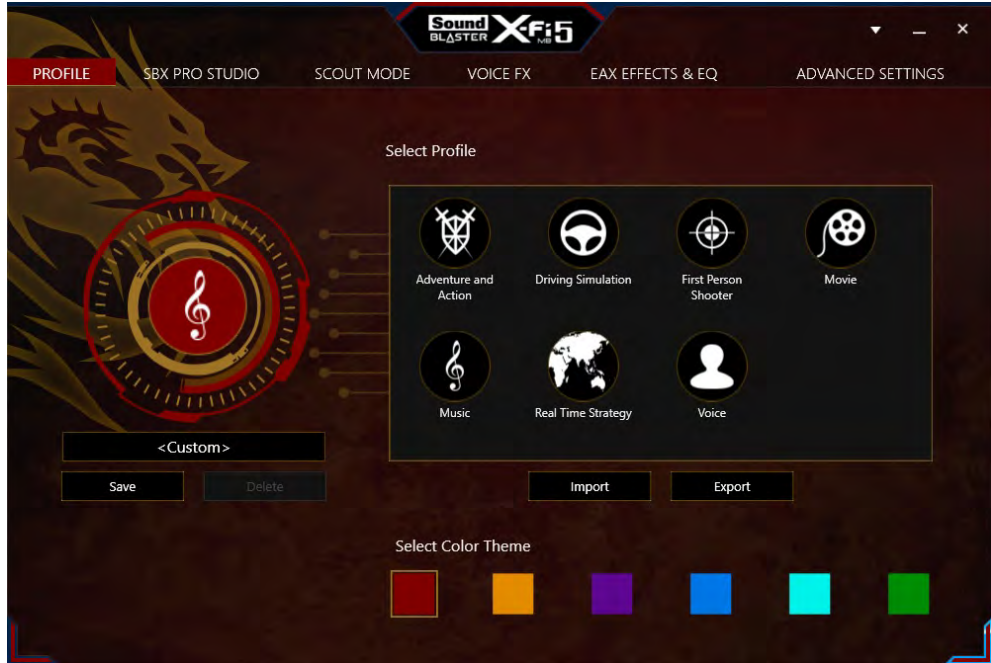 Sound
BLASTER X-Fi 5
MB
PROFILE SBX PRO STUDIO SCOUT MODE VOICE FX EAX EFFECTS & EQ ADVANCED SETTINGS
Select Profile
Adventure and
Action
Driving Simulation
First Person
Shooter
Movie
Music
Real Time Strategy
Voice
<Custom>
Save Delete Import Export
Select Color Theme